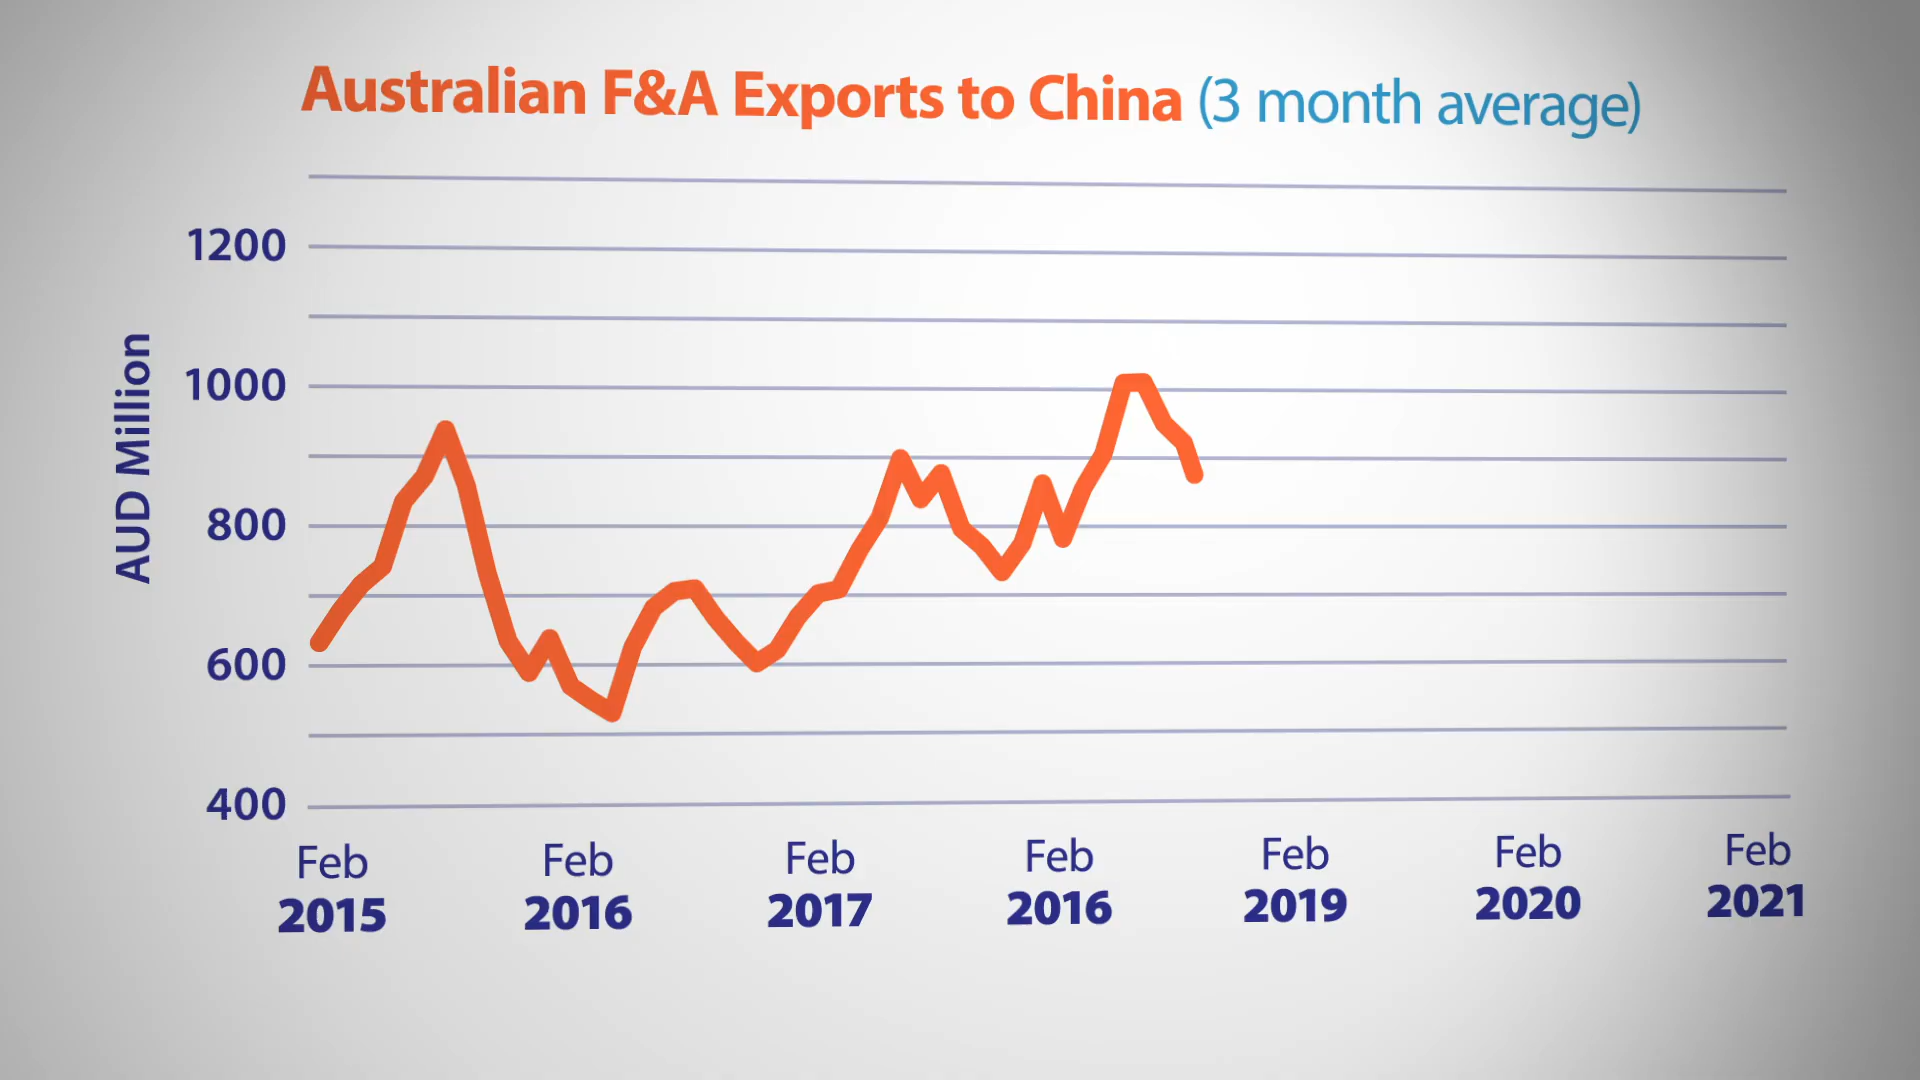 Australian F&A Exports to China (3 month average)
AUD Million
1200
1000
800
600
400
Feb 2015
Feb 2016
Feb 2017
Feb 2016
Feb 2019
Feb 2020
Feb 2021